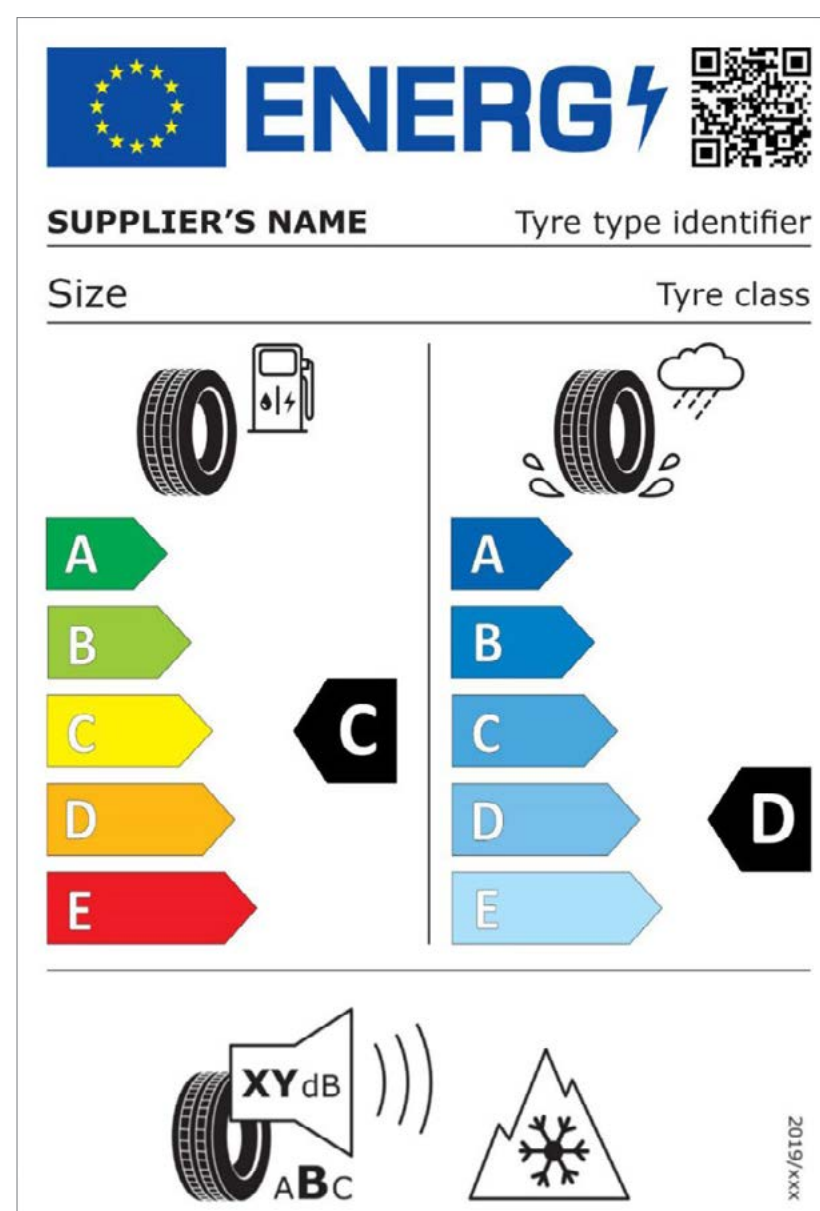 ENERG
SUPPLIER'S NAME Tyre type identifier
Size Tyre class
A
B
C
D
E
C
A
B
C
D
E
D
XYdB
ABC
2019/xxx